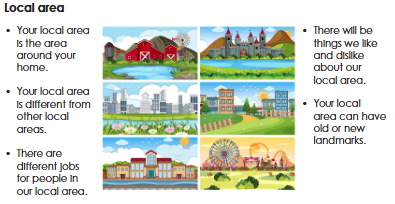 Local area
• Your local area
is the area
around your
home.
• Your local area
is different from
other local
areas.
• There are
different jobs
for people in
our local area.
• There will be
things we like
and dislike
about our
local area.
• Your local
area can have
old or new
landmarks.